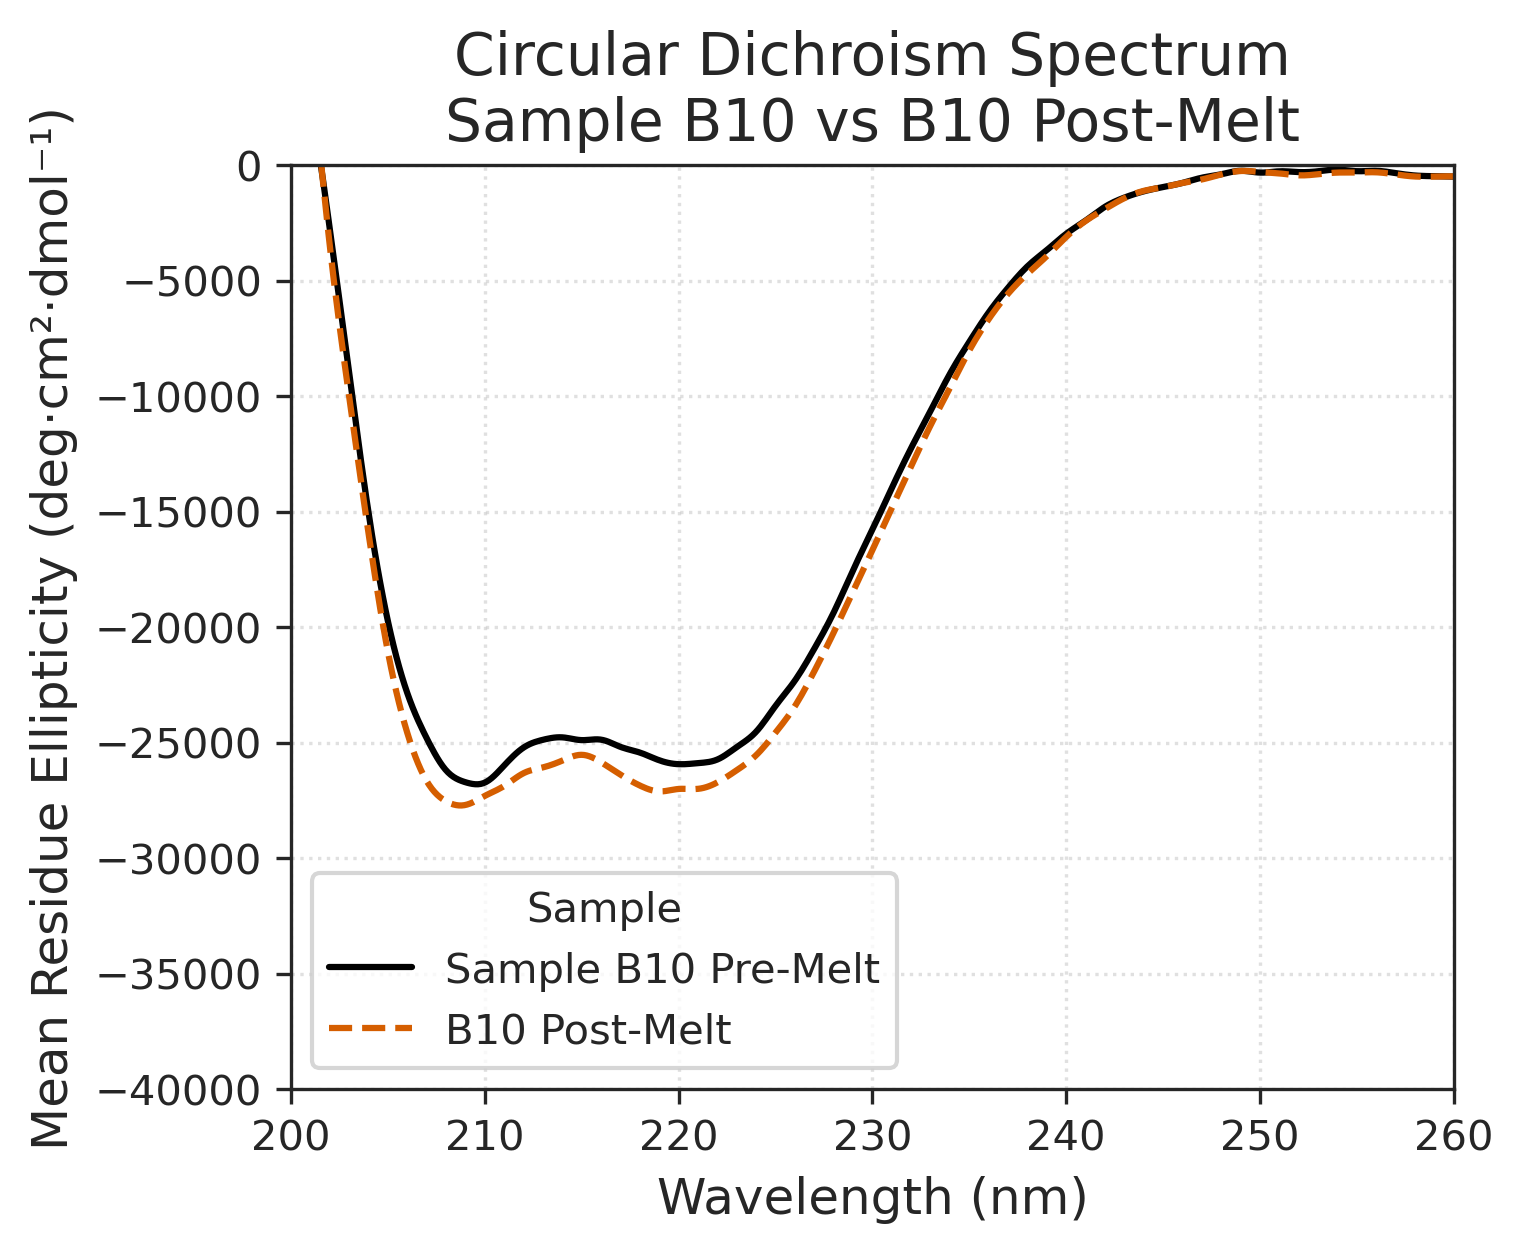 Circular Dichroism Spectrum
Sample B10 vs B10 Post-Melt
Mean Residue Ellipticity (deg·cm²·dmol⁻¹)
0
−5000
−10000
−15000
−20000
−25000
−30000
−35000
−40000
Sample
Sample B10 Pre-Melt
B10 Post-Melt
200 210 220 230 240 250 260
Wavelength (nm)